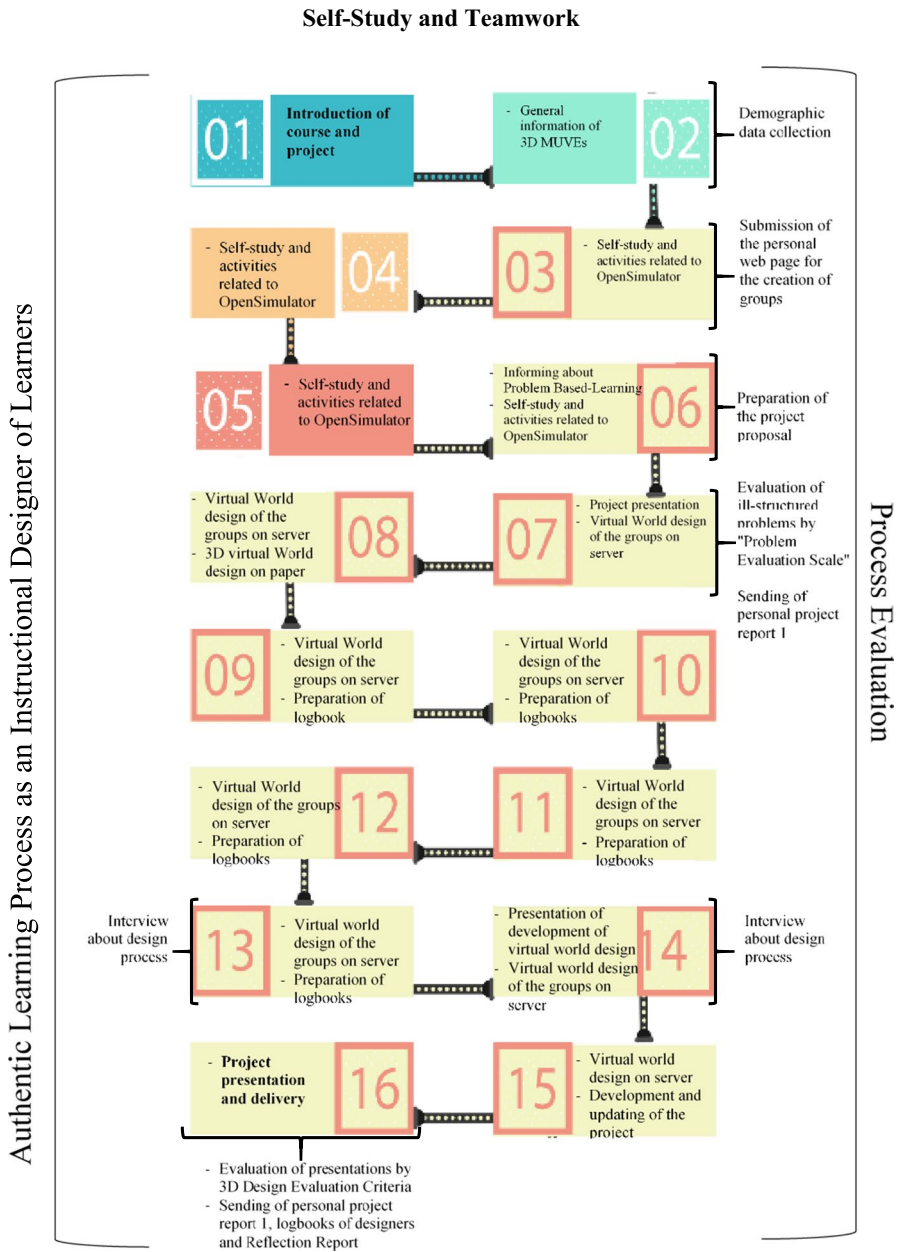 Self-Study and Teamwork
Authentic Learning Process as an Instructional Designer of Learners
01
Introduction of
course and
project
- General
information of
3D MUVEs
02
Demographic
data collection
- Self-study and
activities
related to
OpenSimulator
04
03
- Self-study and
activities related to
OpenSimulator
Submission of
the personal
web page for
the creation of
groups
05
- Self-study and
activities related
to OpenSimulator
- Informing about
Problem Based-Learning
- Self-study and
activities related to
OpenSimulator
06
Preparation of
the project
proposal
- Virtual World
design of the
groups on server
- 3D virtual World
design on paper
08
07
- Project presentation
- Virtual World design
of the groups on
server
Evaluation of
ill-structured
problems by
"Problem
Evaluation Scale"
Sending of
personal project
report 1
09
- Virtual World
design of the
groups on server
- Preparation of
logbook
- Virtual World
design of the
groups on server
- Preparation of
logbooks
10
- Virtual World
design of the groups
on server
- Preparation of
logbooks
12
11
- Virtual World
design of the
groups on server
- Preparation of
logbooks
Interview
about design
process
13
- Virtual world
design of the
groups on server
- Preparation of
logbooks
- Presentation of
development of
virtual world design
- Virtual world design
of the groups on
server
14
Interview
about design
process
- Project
presentation
and delivery
16
15
- Virtual world
design on server
- Development and
updating of the
project
- Evaluation of presentations by
3D Design Evaluation Criteria
- Sending of personal project
report 1, logbooks of designers
and Reflection Report
Process Evaluation